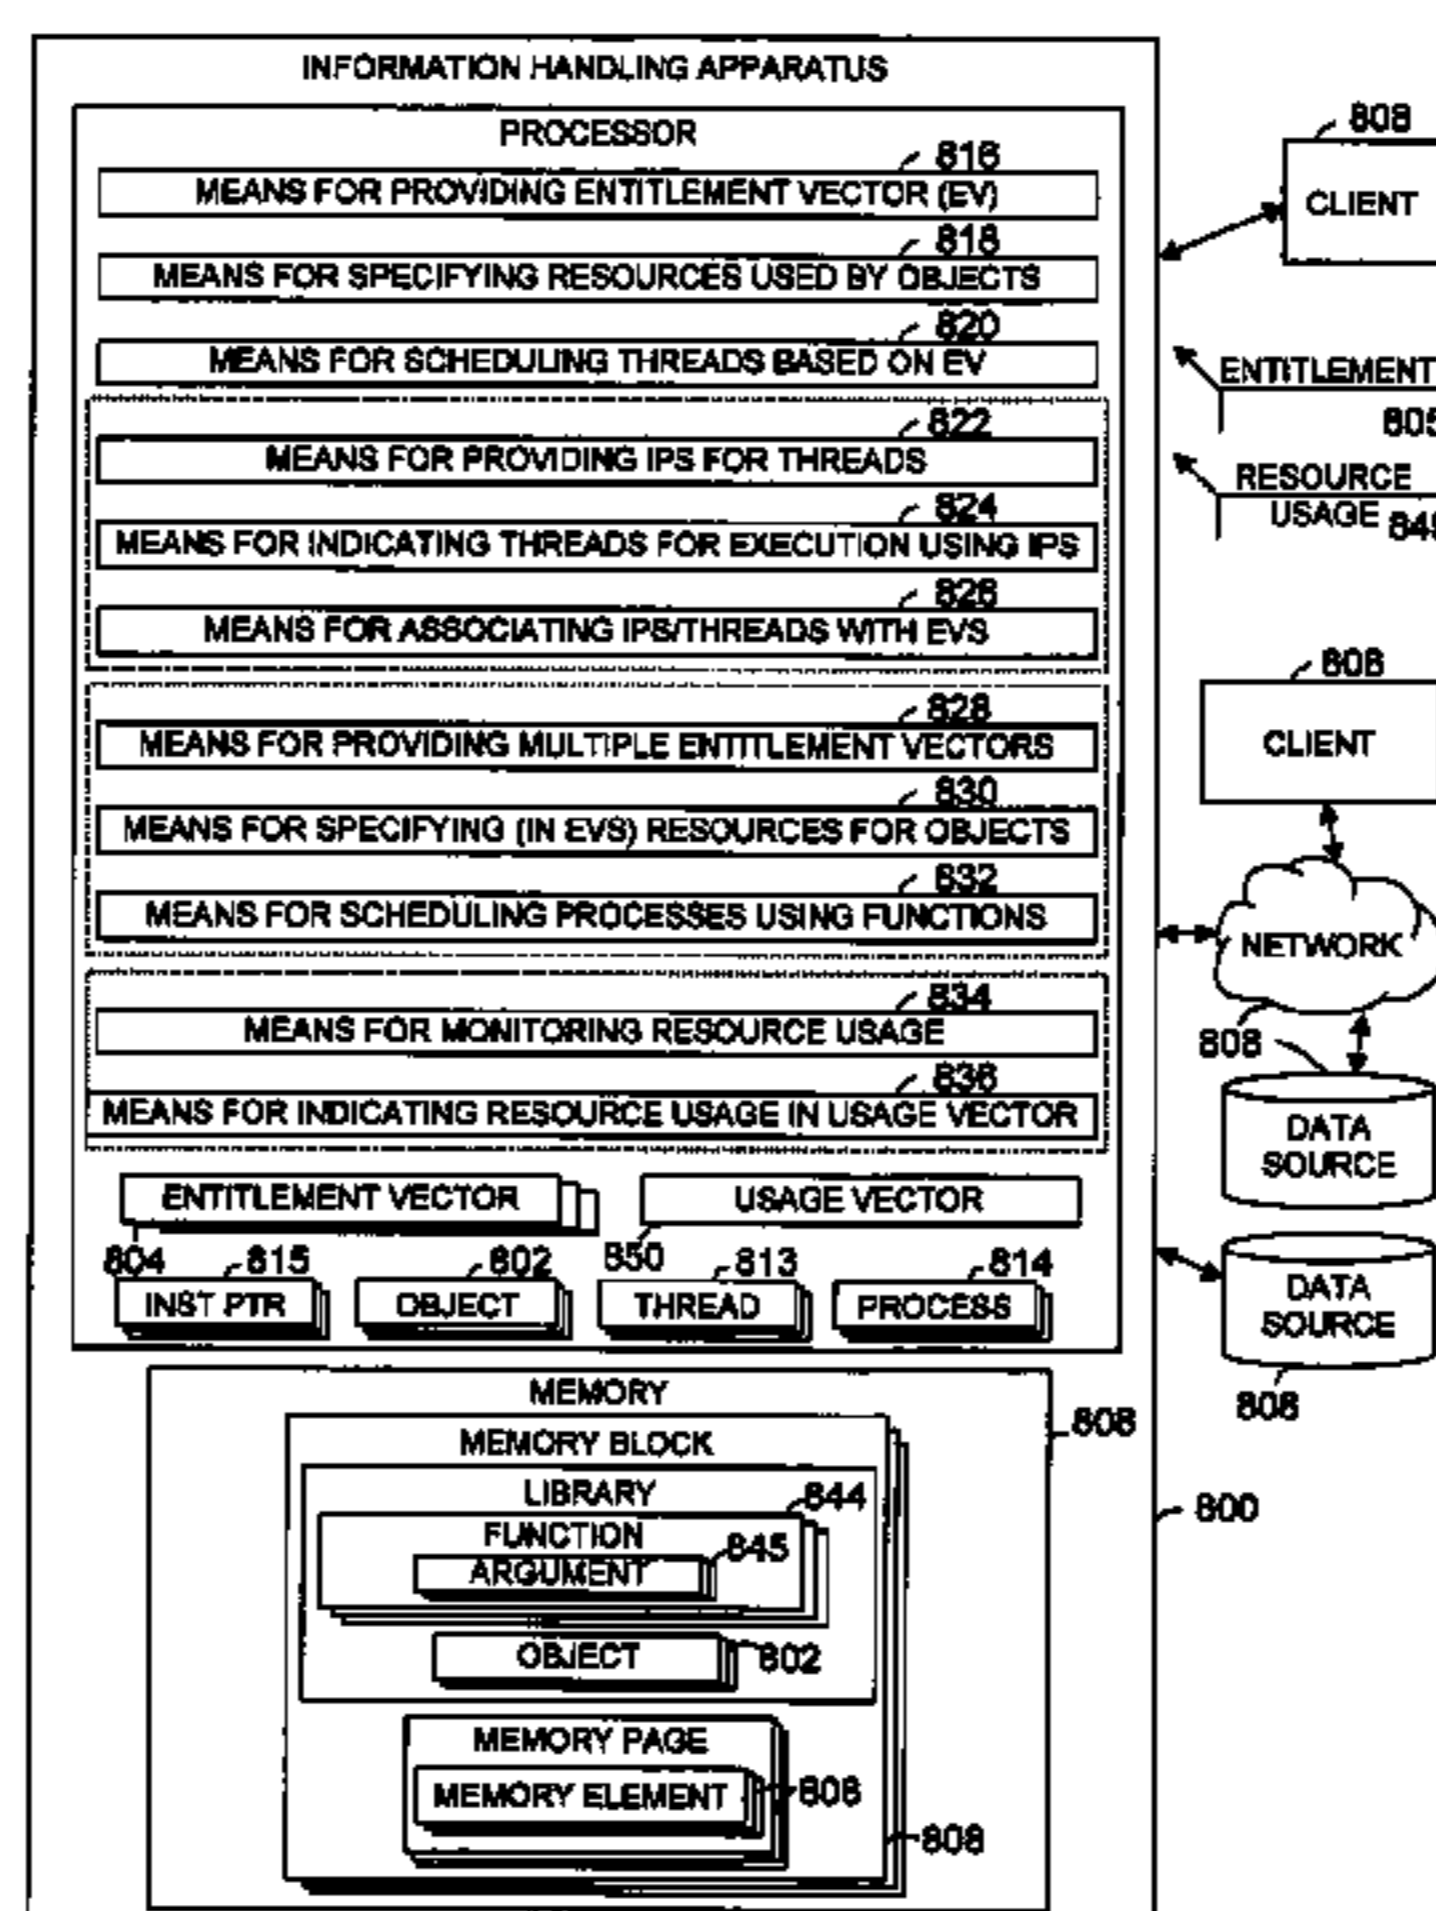 INFORMATION HANDLING APPARATUS
PROCESSOR
816
MEANS FOR PROVIDING ENTITLEMENT VECTOR (EV)
818
MEANS FOR SPECIFYING RESOURCES USED BY OBJECTS
820
MEANS FOR SCHEDULING THREADS BASED ON EV
822
MEANS FOR PROVIDING IPS FOR THREADS
824
MEANS FOR INDICATING THREADS FOR EXECUTION USING IPS
826
MEANS FOR ASSOCIATING IPS/THREADS WITH EVS
828
MEANS FOR PROVIDING MULTIPLE ENTITLEMENT VECTORS
830
MEANS FOR SPECIFYING (IN EVS) RESOURCES FOR OBJECTS
832
MEANS FOR SCHEDULING PROCESSES USING FUNCTIONS
834
MEANS FOR MONITORING RESOURCE USAGE
836
MEANS FOR INDICATING RESOURCE USAGE IN USAGE VECTOR
ENTITLEMENT VECTOR
804
USAGE VECTOR
850
815
INST PTR
802
OBJECT
813
THREAD
814
PROCESS
MEMORY
808
MEMORY BLOCK
LIBRARY
844
FUNCTION
845
ARGUMENT
OBJECT
802
MEMORY PAGE
MEMORY ELEMENT
808
808
800
808
CLIENT
ENTITLEMENT
805
RESOURCE
USAGE
808
CLIENT
NETWORK
808
DATA
SOURCE
DATA
SOURCE
808